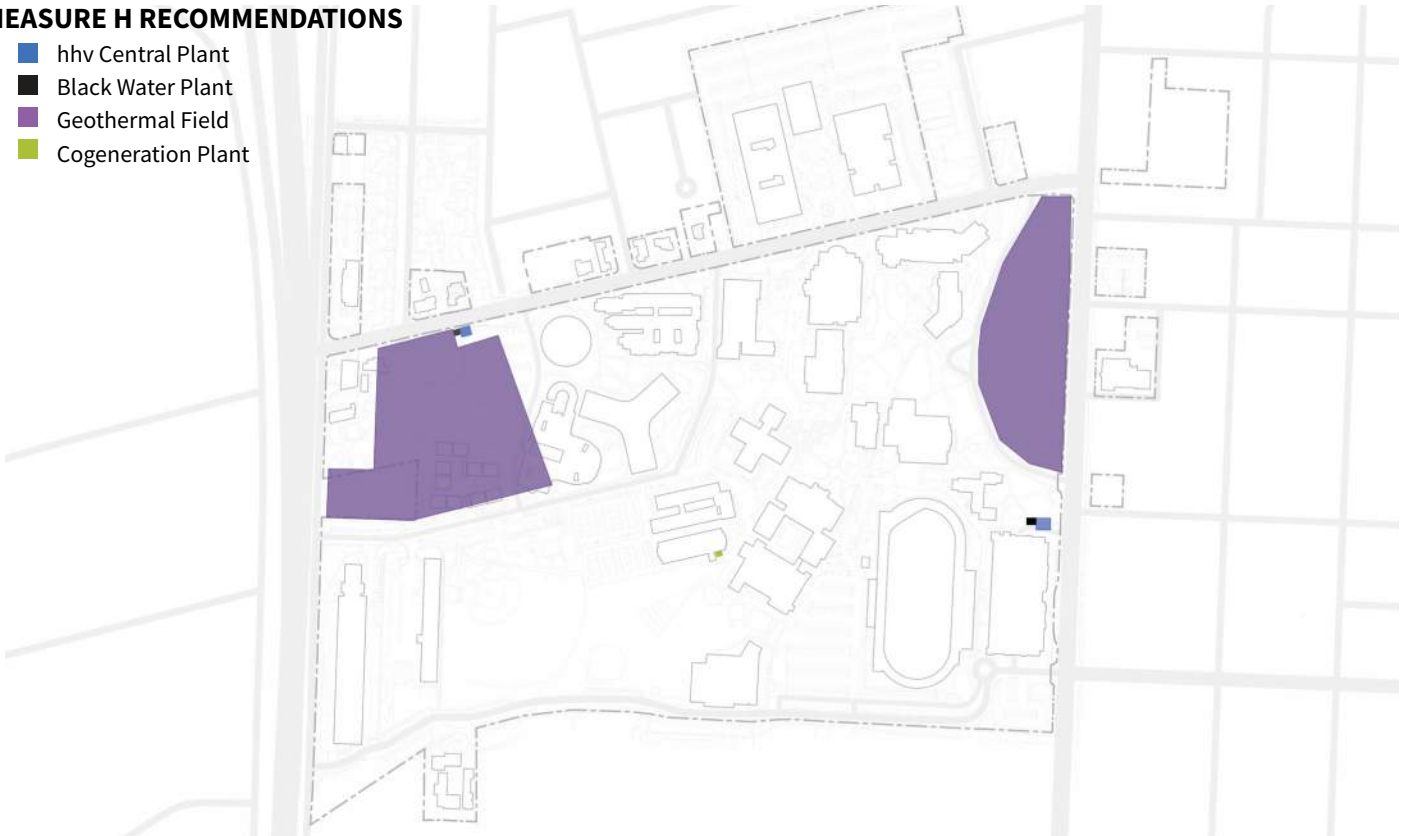 MEASURE H RECOMMENDATIONS
hhv Central Plant
Black Water Plant
Geothermal Field
Cogeneration Plant